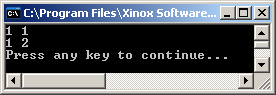 C:\Program Files\Xinox Software...
1 1
1 2
Press any key to continue...